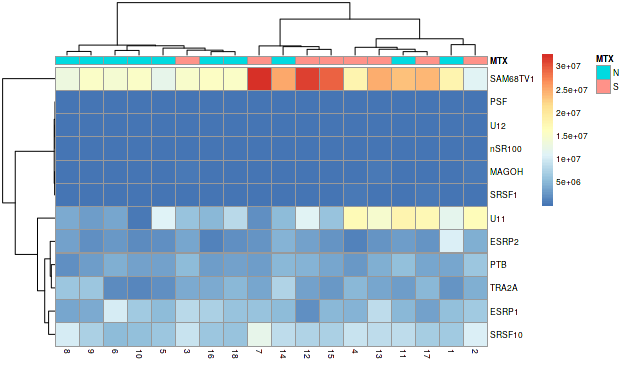 MTX
SAM68TV1
PSF
U12
nSR100
MAGOH
SRSF1
U11
ESRP2
PTB
TRA2A
ESRP1
SRSF10
8 9 6 10 5 3 16 18 7 14 12 15 4 13 11 17 1 2
3e+07
2.5e+07
2e+07
1.5e+07
1e+07
5e+06
MTX
N
S